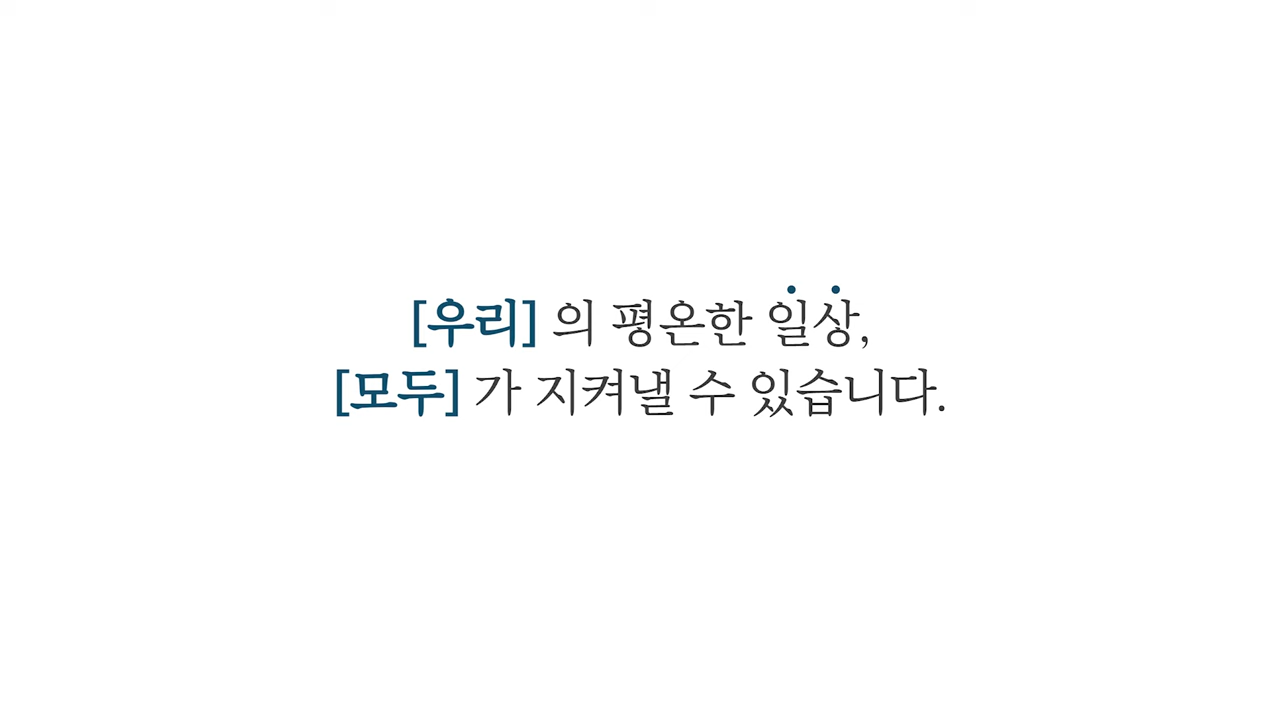 [우리] 의 평온한 일상,
[모두] 가 지켜낼 수 있습니다.